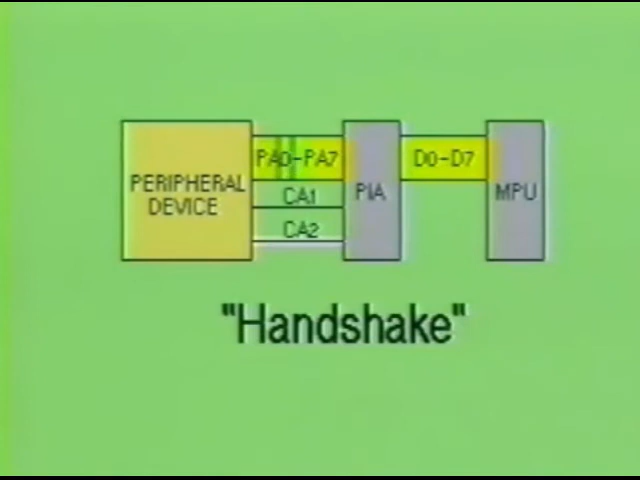 PERIPHERAL
DEVICE
PA0-PA7
CA1
CA2
PIA
D0-D7
MPU
"Handshake"